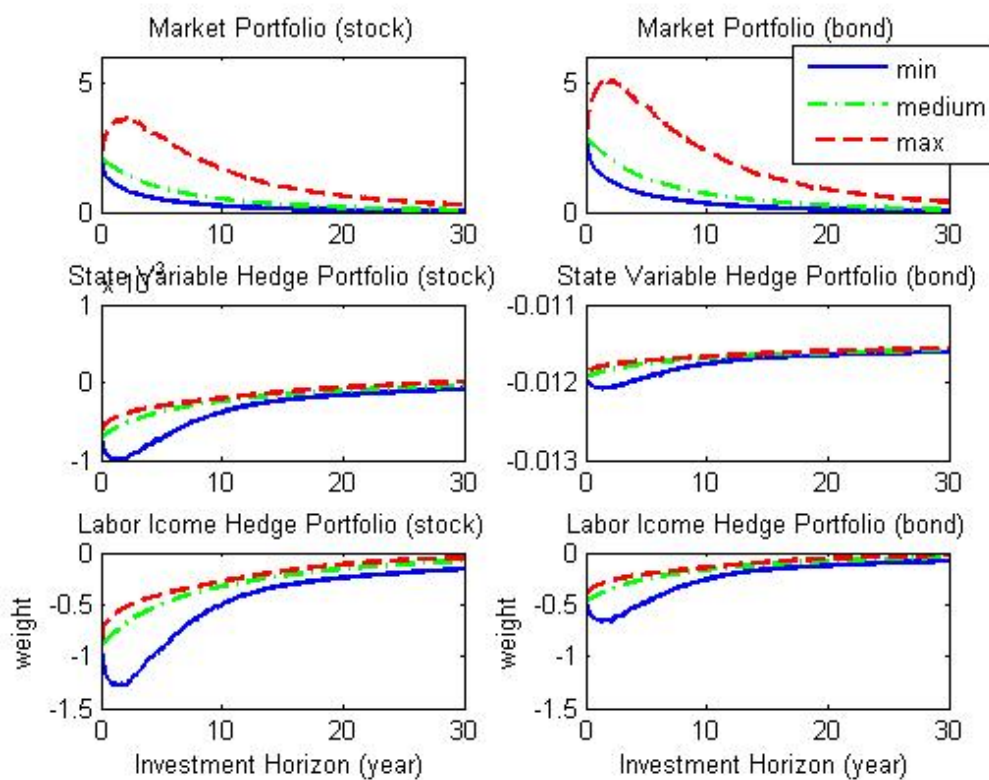 Market Portfolio (stock)
5
0
0 10 20 30
Market Portfolio (bond)
min
medium
max
5
0
0 10 20 30
State Variable Hedge Portfolio (stock)
1
0
-1
0 10 20 30
State Variable Hedge Portfolio (bond)
-0.011
-0.012
-0.013
0 10 20 30
Labor Icome Hedge Portfolio (stock)
weight
0
-0.5
-1
-1.5
0 10 20 30
Investment Horizon (year)
Labor Icome Hedge Portfolio (bond)
weight
0
-0.5
-1
-1.5
0 10 20 30
Investment Horizon (year)